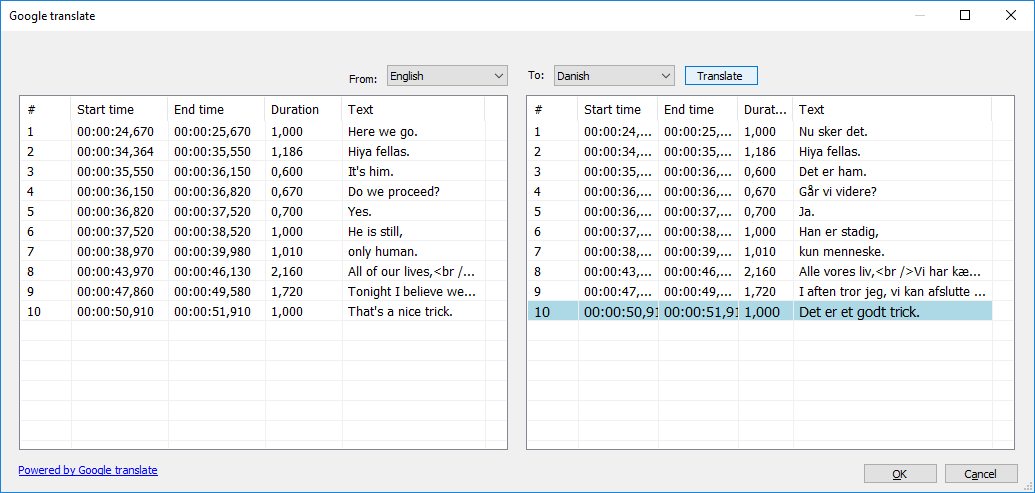 Google translate
From: English To: Danish Translate
# Start time End time Duration Text
1 00:00:24,670 00:00:25,670 1,000 Here we go.
2 00:00:34,364 00:00:35,550 1,186 Hiya fellas.
3 00:00:35,550 00:00:36,150 0,600 It's him.
4 00:00:36,150 00:00:36,820 0,670 Do we proceed?
5 00:00:36,820 00:00:37,520 0,700 Yes.
6 00:00:37,520 00:00:38,520 1,000 He is still,
7 00:00:38,970 00:00:39,980 1,010 only human.
8 00:00:43,970 00:00:46,130 2,160 All of our lives,<br /...
9 00:00:47,860 00:00:49,580 1,720 Tonight I believe we...
10 00:00:50,910 00:00:51,910 1,000 That's a nice trick.
# Start time End time Durat... Text
1 00:00:24,... 00:00:25,... 1,000 Nu sker det.
2 00:00:34,... 00:00:35,... 1,186 Hiya fellas.
3 00:00:35,... 00:00:36,... 0,600 Det er ham.
4 00:00:36,... 00:00:36,... 0,670 Går vi videre?
5 00:00:36,... 00:00:37,... 0,700 Ja.
6 00:00:37,... 00:00:38,... 1,000 Han er stadig,
7 00:00:38,... 00:00:39,... 1,010 kun menneske.
8 00:00:43,... 00:00:46,... 2,160 Alle vores liv,<br />Vi har kæ...
9 00:00:47,... 00:00:49,... 1,720 I aften tror jeg, vi kan afslutte ...
10 00:00:50,91 00:00:51,91 1,000 Det er et godt trick.
Powered by Google translate
OK Cancel